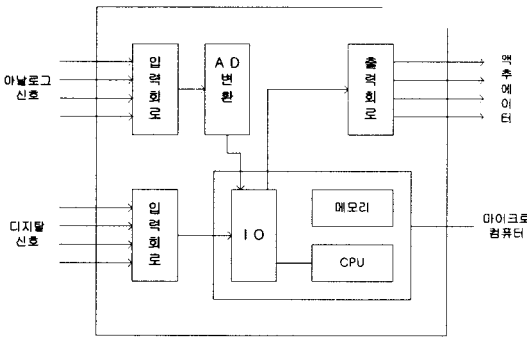 아날로그
신호
입력회로
A D
변환
출력회로
액추에이터
디지탈
신호
입력회로
I O
메모리
CPU
마이크로
컴퓨터